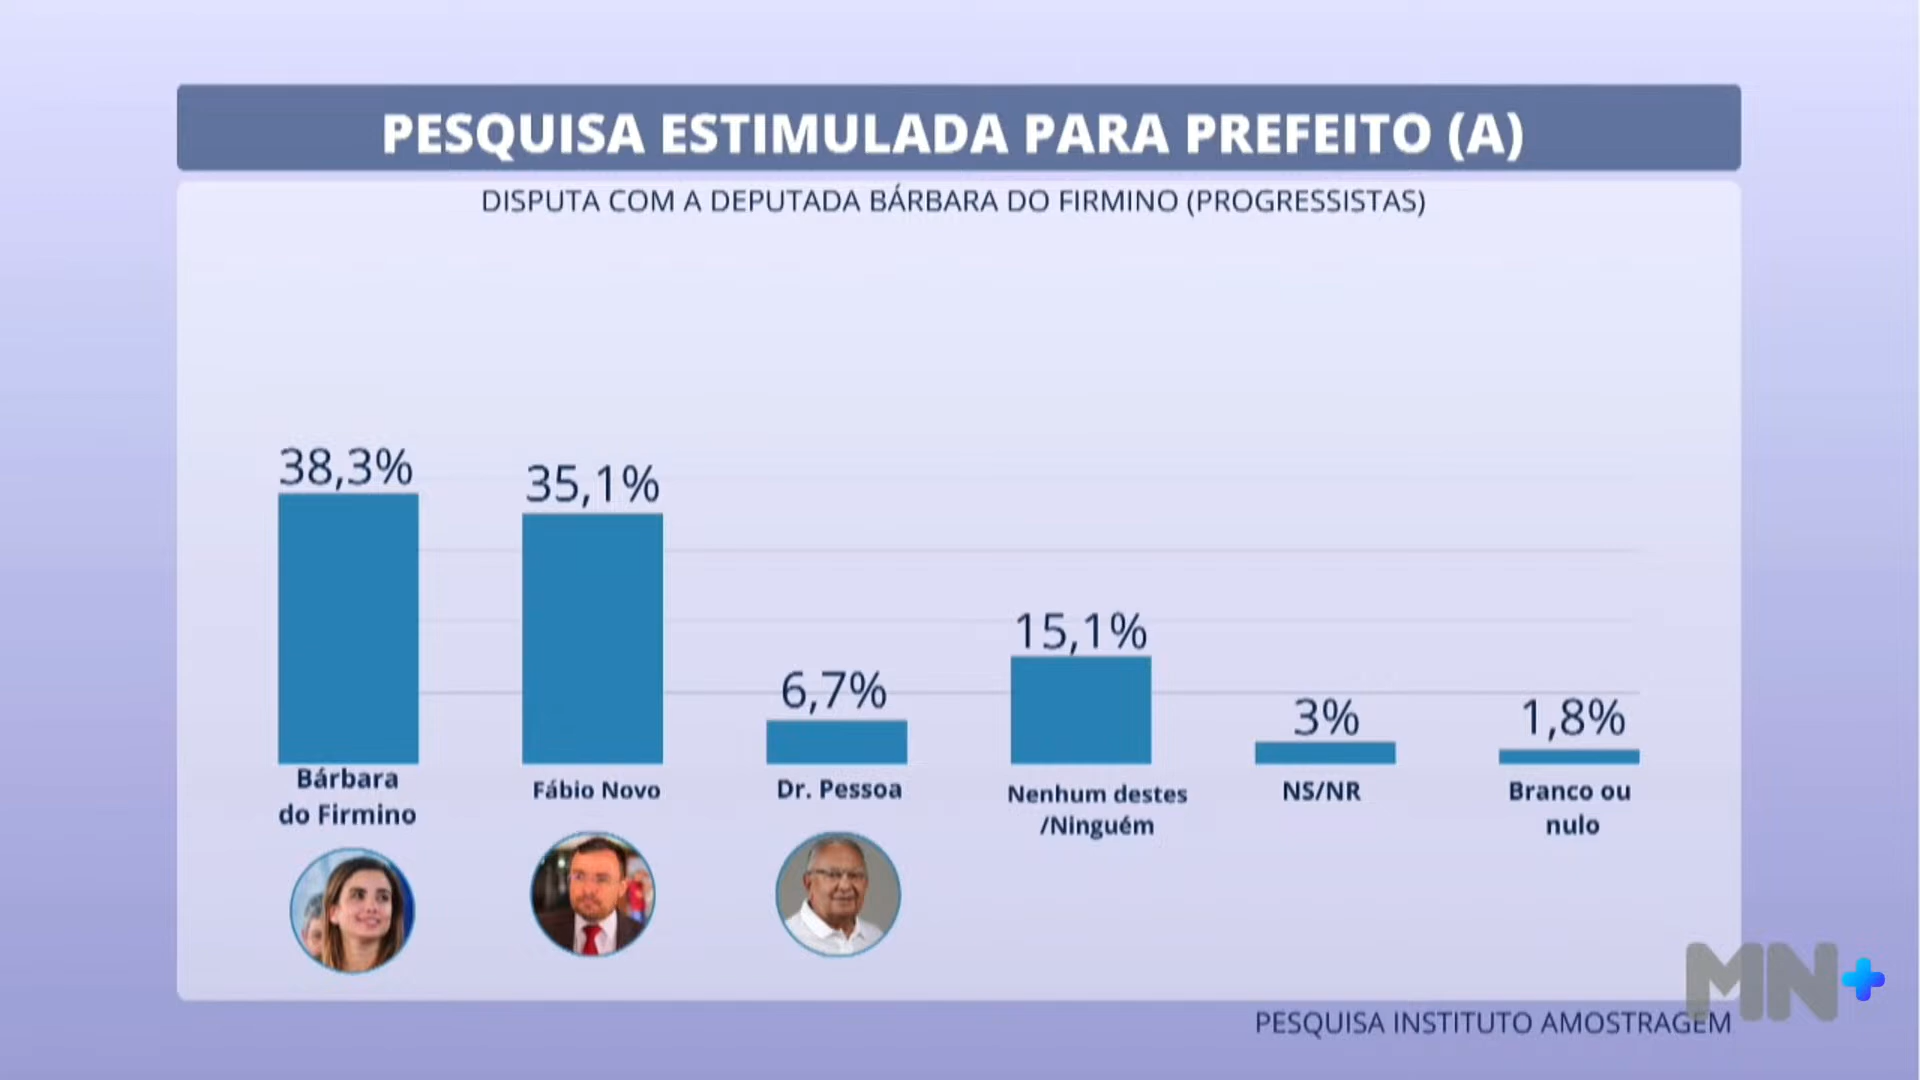 PESQUISA ESTIMULADA PARA PREFEITO (A)
DISPUTA COM A DEPUTADA BÁRBARA DO FIRMINO (PROGRESSISTAS)
38,3%
35,1%
6,7%
15,1%
3%
1,8%
Bárbara
do Firmino
Fábio Novo
Dr. Pessoa
Nenhum destes
/Ninguém
NS/NR
Branco ou
nulo
MN+
PESQUISA INSTITUTO AMOSTRAGEM